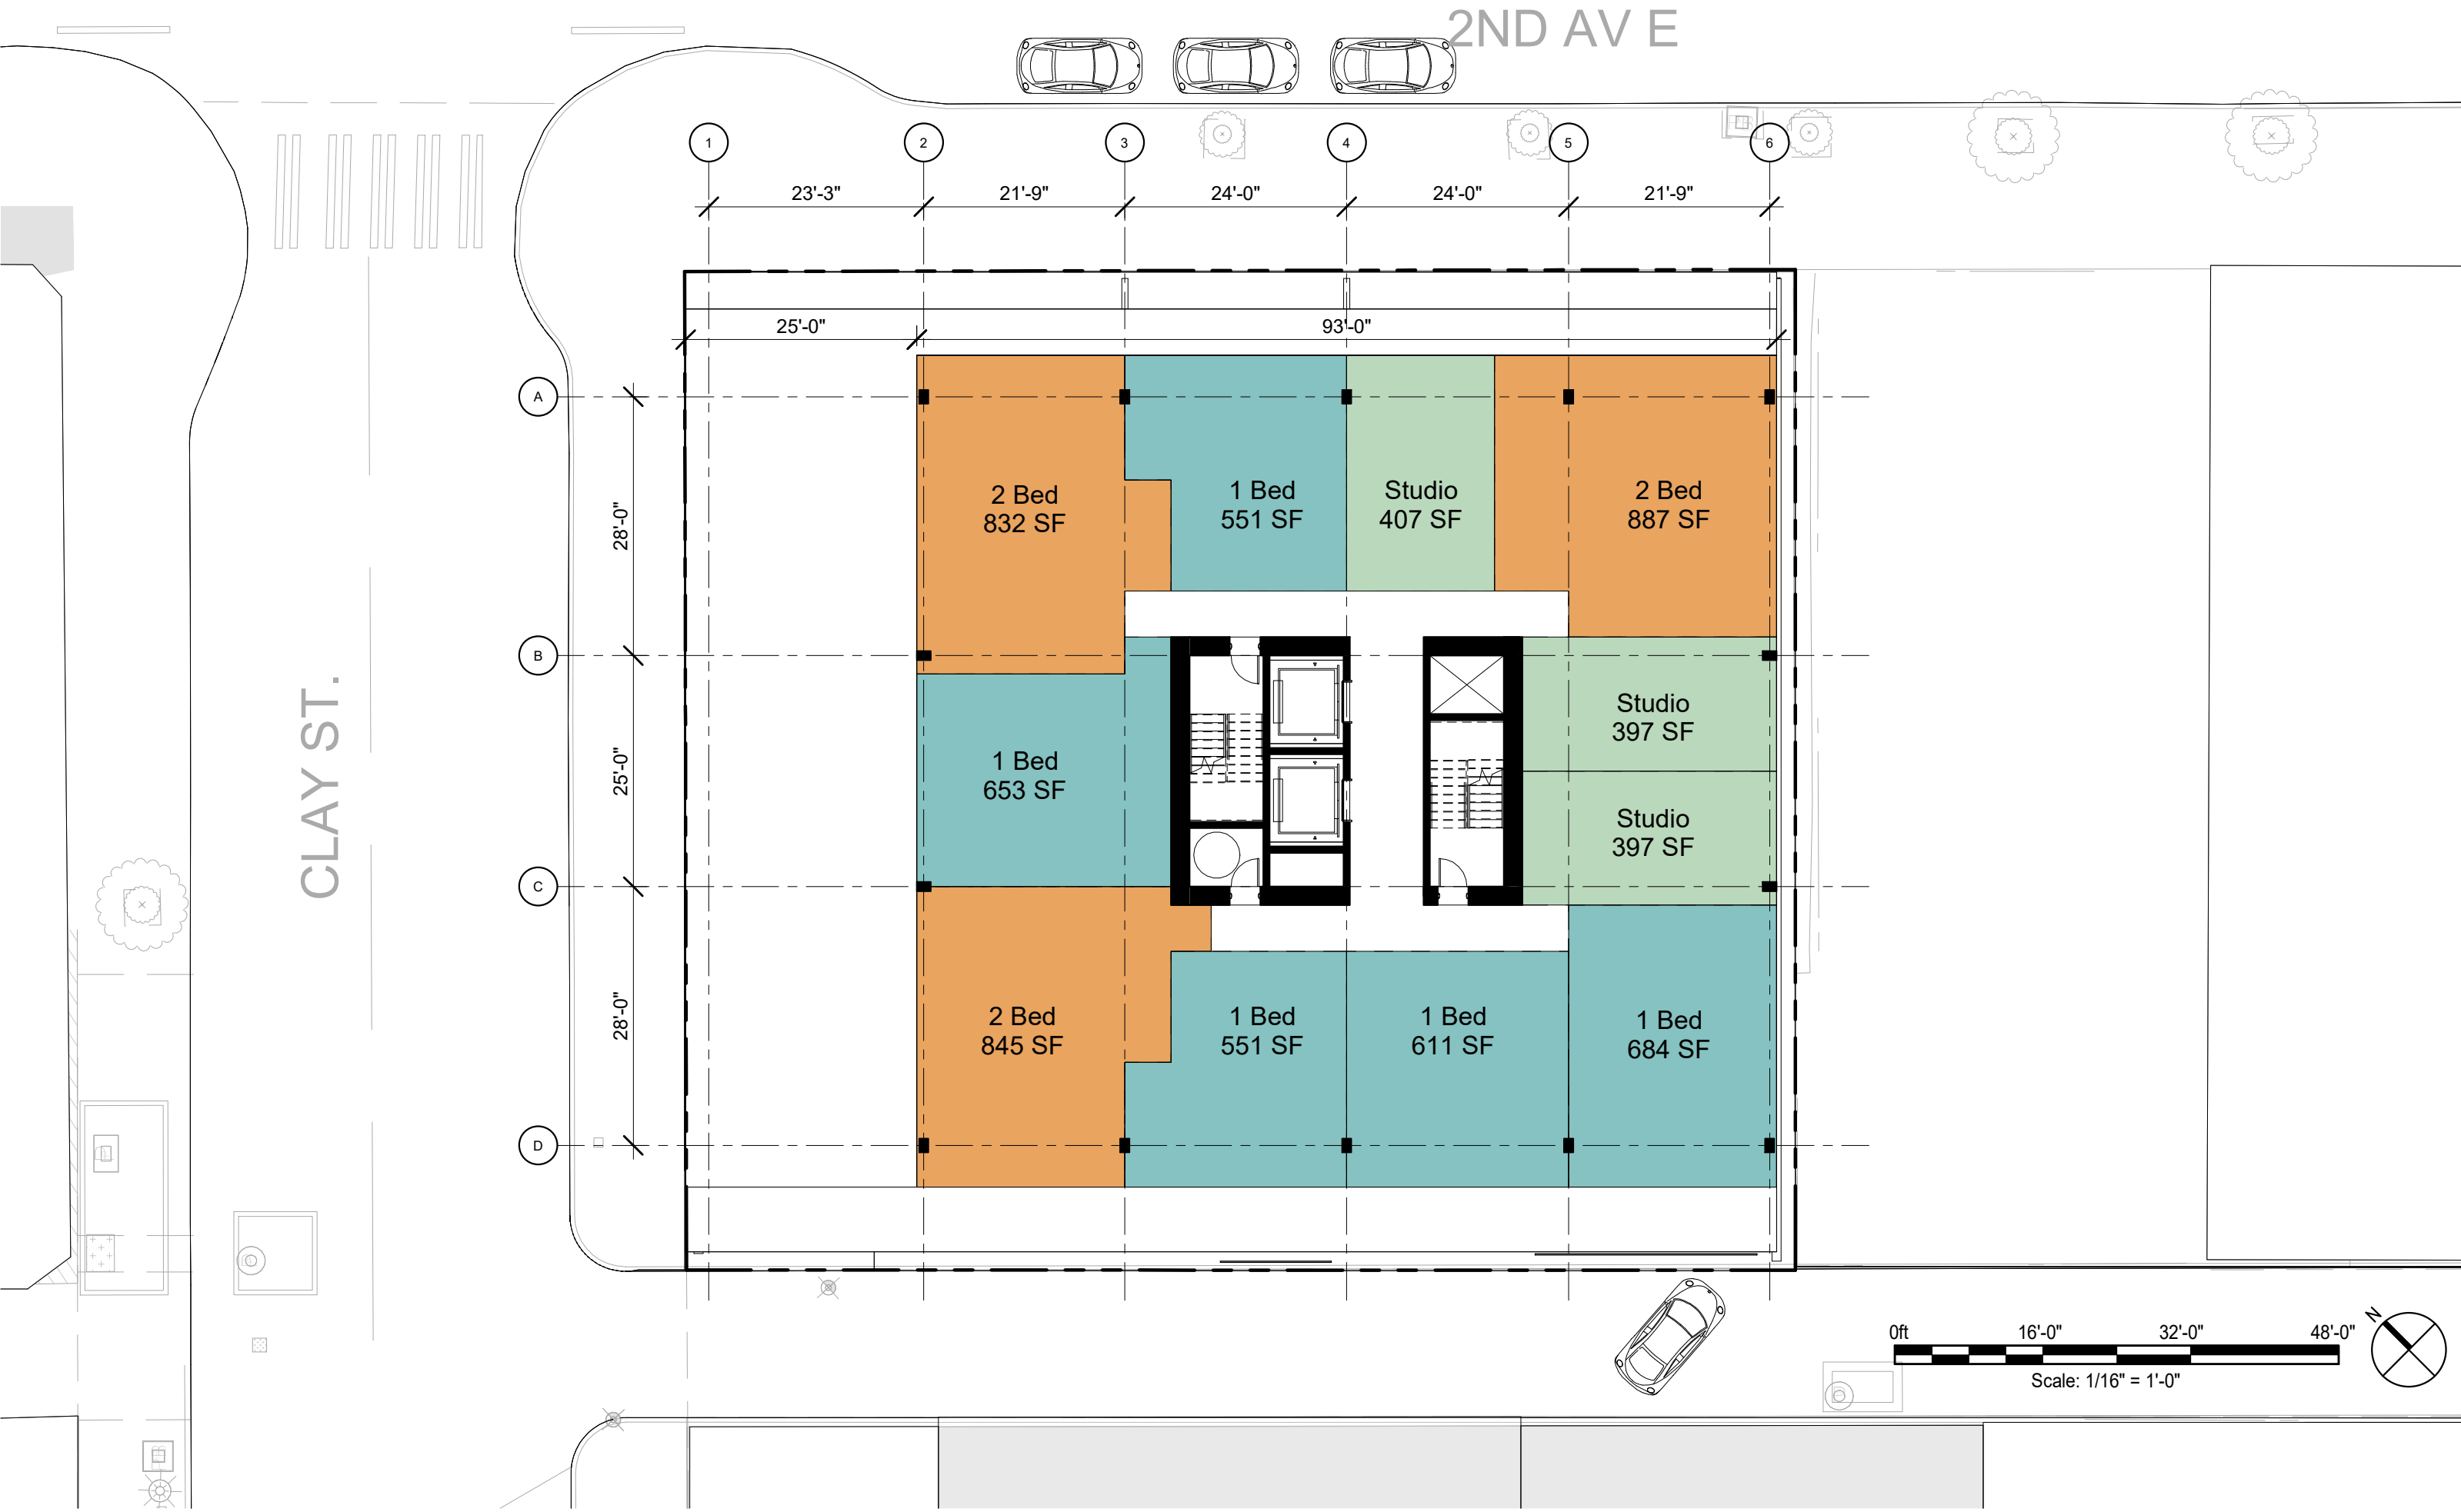 2ND AV E
1
2
3
4
5
6
23'-3"
21'-9"
24'-0"
24'-0"
21'-9"
25'-0"
93'-0"
A
B
C
D
28'-0"
25'-0"
28'-0"
CLAY ST.
2 Bed
832 SF
1 Bed
551 SF
Studio
407 SF
2 Bed
887 SF
1 Bed
653 SF
Studio
397 SF
Studio
397 SF
2 Bed
845 SF
1 Bed
551 SF
1 Bed
611 SF
1 Bed
684 SF
0ft
16'-0"
32'-0"
48'-0"
Scale: 1/16" = 1'-0"
N